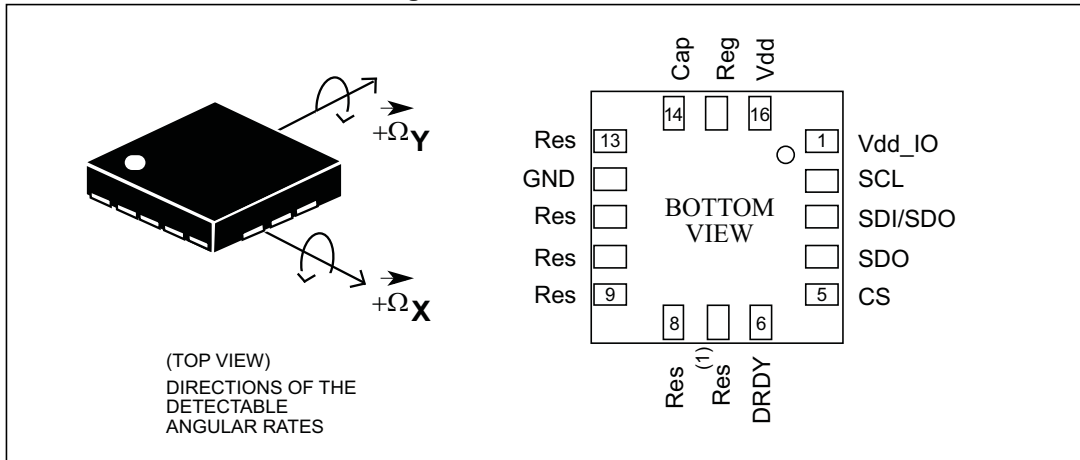 +ΩY
+ΩX
(TOP VIEW)
DIRECTIONS OF THE
DETECTABLE
ANGULAR RATES
Cap
Reg
Vdd
14
16
Res
13
1
Vdd_IO
GND
SCL
Res
BOTTOM
VIEW
SDI/SDO
Res
SDO
Res
9
5
CS
8
6
Res
Res (1)
DRDY